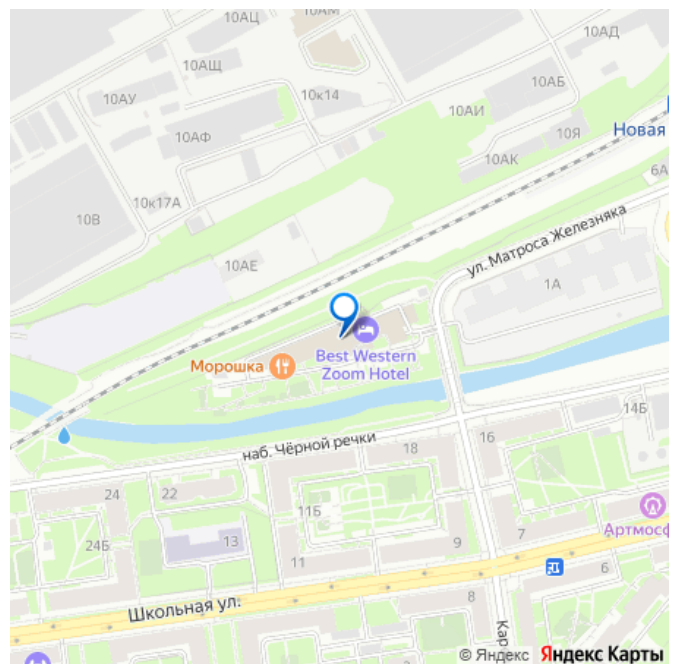 10АЦ
10АМ
10АД
10АЩ
10АБ
10АУ
10к14
10АИ
10Я
Новая
10АФ
10АК
6А
10к17А
10В
ул. Матроса Железняка
10АЕ
1А
Best Western
Zoom Hotel
Морошка
наб. Чёрной речки
14Б
18
16
24
22
11Б
Артмосф
24Б
13
9
7
11
6
Школьная ул.
8
Кар
© Яндекс Яндекс Карты